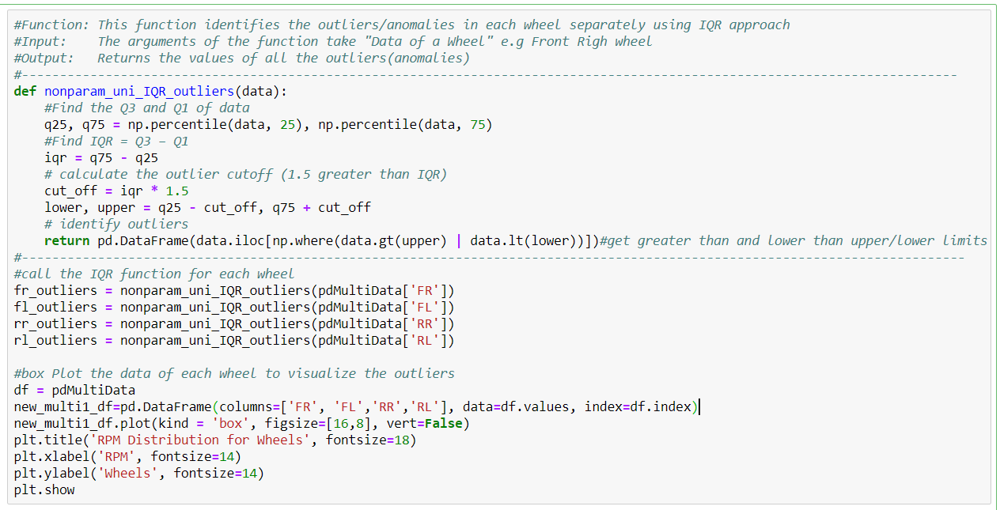 #Function: This function identifies the outliers/anomalies in each wheel separately using IQR approach
#Input:    The arguments of the function take "Data of a Wheel" e.g Front Righ wheel
#Output:   Returns the values of all the outliers(anomalies)
#---------------------------------------------------------------------------------------------------------------------------
def nonparam_uni_IQR_outliers(data):
    #Find the Q3 and Q1 of data
    q25, q75 = np.percentile(data, 25), np.percentile(data, 75)
    #Find IQR = Q3 – Q1
    iqr = q75 - q25
    # calculate the outlier cutoff (1.5 greater than IQR)
    cut_off = iqr * 1.5
    lower, upper = q25 - cut_off, q75 + cut_off
    # identify outliers
    return pd.DataFrame(data.iloc[np.where(data.gt(upper) | data.lt(lower))])#get greater than and lower than upper/lower limits
#----------------------------------------------------------------------------------------------------------------------------
#call the IQR function for each wheel
fr_outliers = nonparam_uni_IQR_outliers(pdMultiData['FR'])
fl_outliers = nonparam_uni_IQR_outliers(pdMultiData['FL'])
rr_outliers = nonparam_uni_IQR_outliers(pdMultiData['RR'])
rl_outliers = nonparam_uni_IQR_outliers(pdMultiData['RL'])

#box Plot the data of each wheel to visualize the outliers
df = pdMultiData
new_multi1_df=pd.DataFrame(columns=['FR', 'FL','RR','RL'], data=df.values, index=df.index)
new_multi1_df.plot(kind = 'box', figsize=[16,8], vert=False)
plt.title('RPM Distribution for Wheels', fontsize=18)
plt.xlabel('RPM', fontsize=14)
plt.ylabel('Wheels', fontsize=14)
plt.show